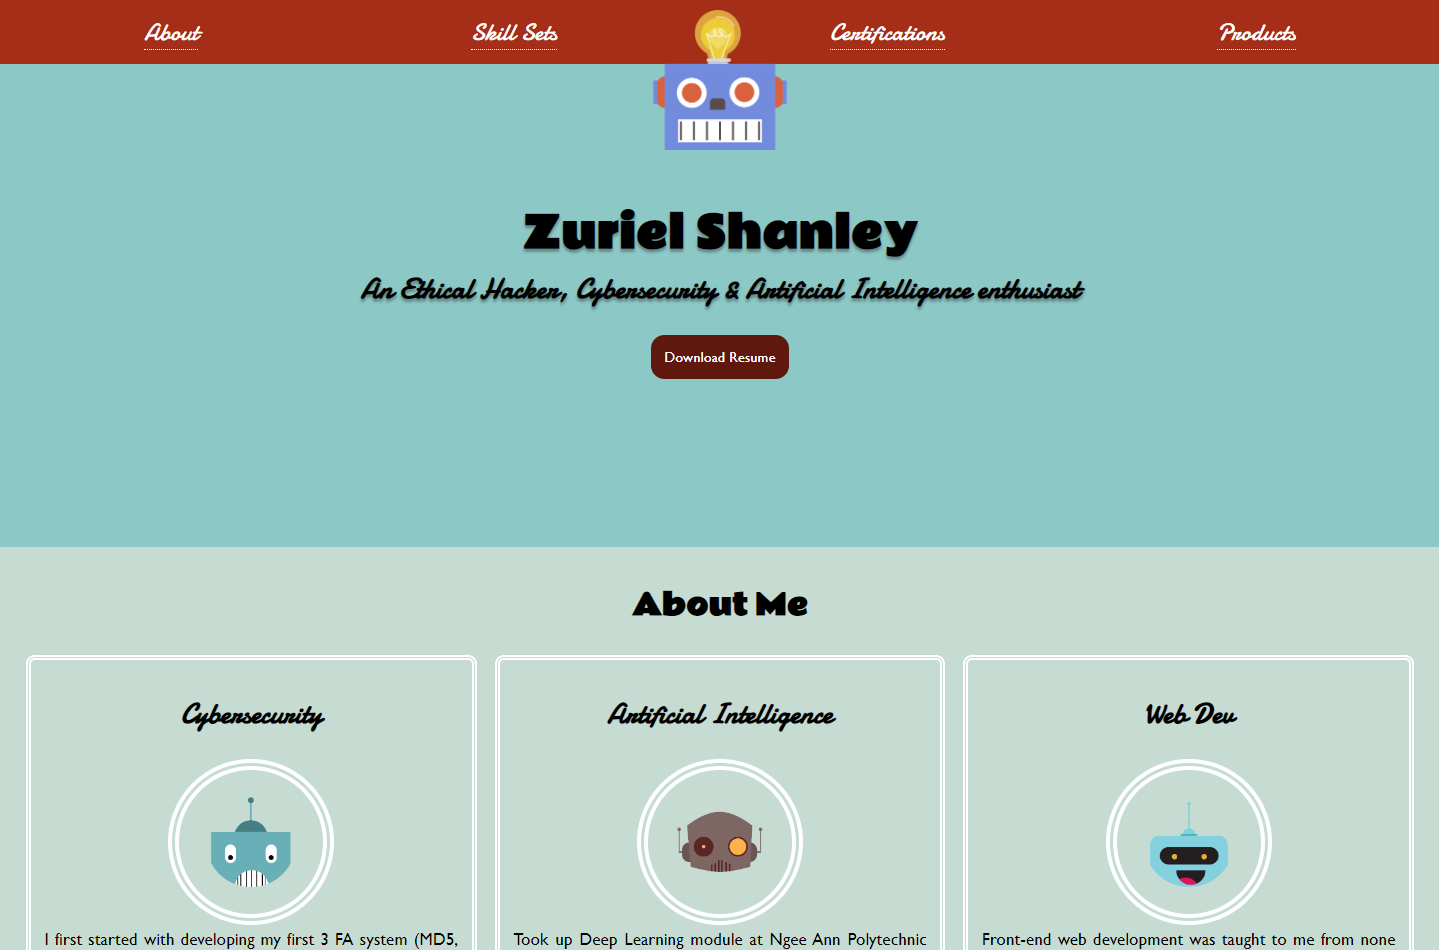 About
Skill Sets
Certifications
Products
Zuriel Shanley
An Ethical Hacker, Cybersecurity & Artificial Intelligence enthusiast
Download Resume
About Me
Cybersecurity
Artificial Intelligence
Web Dev
I first started with developing my first 3 FA system (MD5,
Took up Deep Learning module at Ngee Ann Polytechnic
Front-end web development was taught to me from none